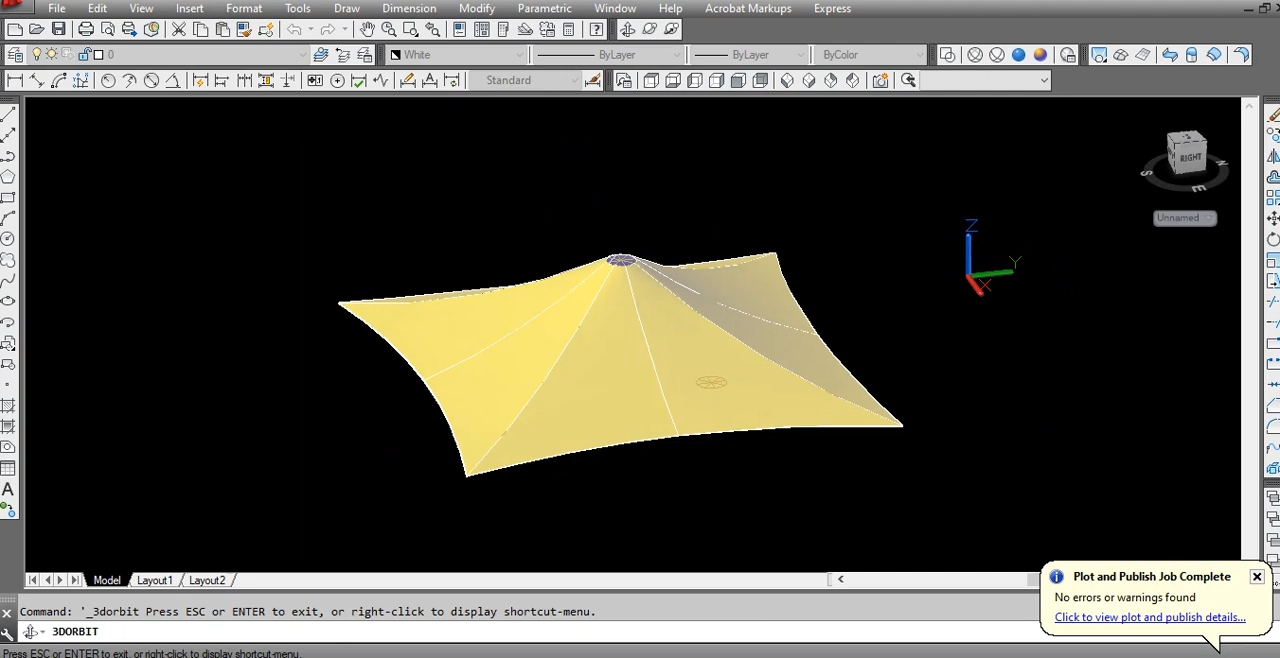 File Edit View Insert Format Tools Draw Dimension Modify Parametric Window Help Acrobat Markups Express
0 White ByLayer ByLayer ByColor
Standard
RIGHT
S N E
Unnamed
Z
Y
X
Model Layout1 Layout2
Plot and Publish Job Complete
No errors or warnings found
Click to view plot and publish details...
Command: '_3dorbit Press ESC or ENTER to exit, or right-click to display shortcut-menu.
3DORBIT
Press ESC or ENTER to exit, or right-click to display shortcut-menu.